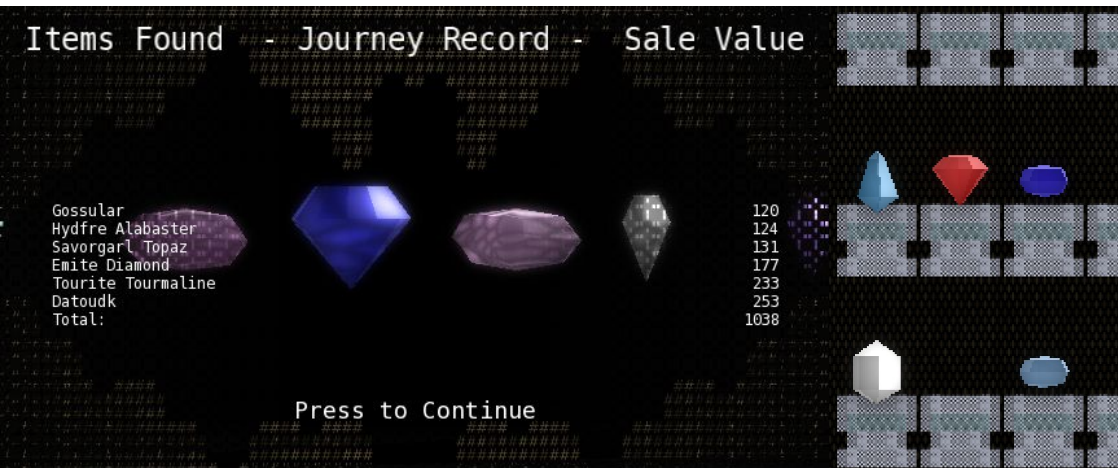 Items Found - Journey Record - Sale Value
Gossular 120
Hydfre Alabaster 124
Savorgarl Topaz 131
Emite Diamond 177
Tourite Tourmaline 233
Datoudk 253
Total: 1038
Press to Continue